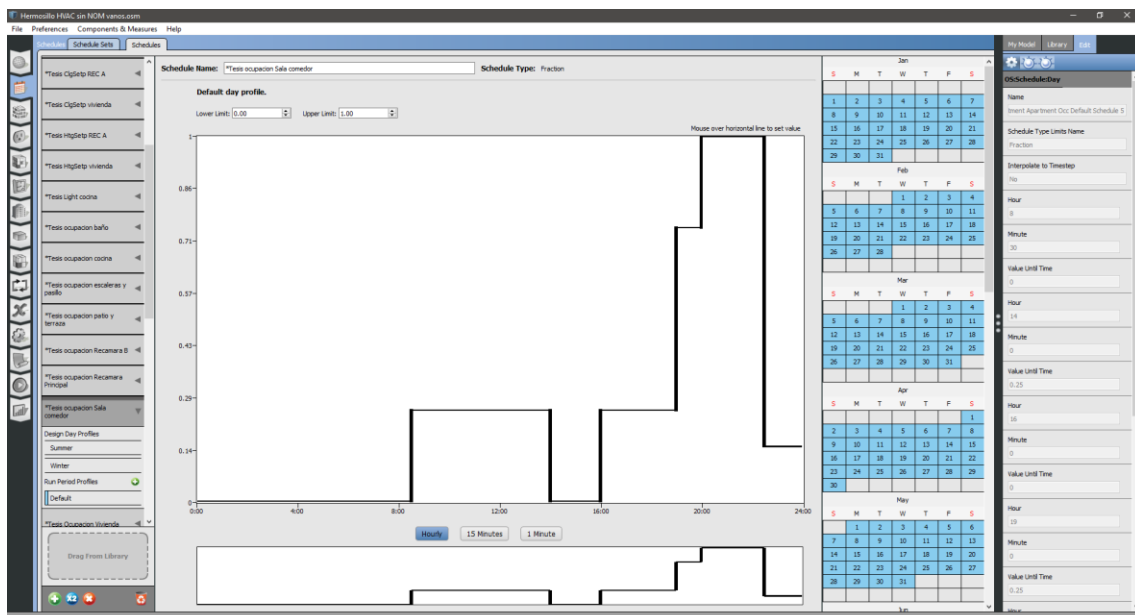 Hermosillo HVAC sin NOM vanos.osm
File Preferences Components & Measures Help
Schedules Schedule Sets Schedules
*Tesis ClgSetp REC A
*Tesis ClgSetp vivienda
*Tesis HtgSetp REC A
*Tesis HtgSetp vivienda
*Tesis Light cocina
*Tesis ocupacion baño
*Tesis ocupacion cocina
*Tesis ocupacion escaleras y
pasillo
*Tesis ocupacion patio y
terraza
*Tesis ocupacion Recamara B
*Tesis ocupacion Recamara
Principal
*Tesis ocupacion Sala
comedor
Design Day Profiles
Summer
Winter
Run Period Profiles
Default
*Tesis Ocupacion Vivienda
Drag From Library
X2
Schedule Name: *Tesis ocupacion Sala comedor Schedule Type: Fraction
Default day profile.
Lower Limit: 0.00 Upper Limit: 1.00
Mouse over horizontal line to set value
1
0.86
0.71
0.57
0.43
0.29
0.14
0
0:00 4:00 8:00 12:00 16:00 20:00 24:00
Hourly 15 Minutes 1 Minute
Jan
S M T W T F S
1 2 3 4 5 6 7
8 9 10 11 12 13 14
15 16 17 18 19 20 21
22 23 24 25 26 27 28
29 30 31
Feb
S M T W T F S
1 2 3 4
5 6 7 8 9 10 11
12 13 14 15 16 17 18
19 20 21 22 23 24 25
26 27 28
Mar
S M T W T F S
1 2 3 4
5 6 7 8 9 10 11
12 13 14 15 16 17 18
19 20 21 22 23 24 25
26 27 28 29 30 31
Apr
S M T W T F S
1
2 3 4 5 6 7 8
9 10 11 12 13 14 15
16 17 18 19 20 21 22
23 24 25 26 27 28 29
30
May
S M T W T F S
1 2 3 4 5 6
7 8 9 10 11 12 13
14 15 16 17 18 19 20
21 22 23 24 25 26 27
28 29 30 31
Jun
My Model Library Edit
OS:Schedule:Day
Name
tment Apartment Occ Default Schedule 5
Schedule Type Limits Name
Fraction
Interpolate to Timestep
No
Hour
8
Minute
30
Value Until Time
0
Hour
14
Minute
0
Value Until Time
0.25
Hour
16
Minute
0
Value Until Time
0
Hour
19
Minute
0
Value Until Time
0.25
Hour